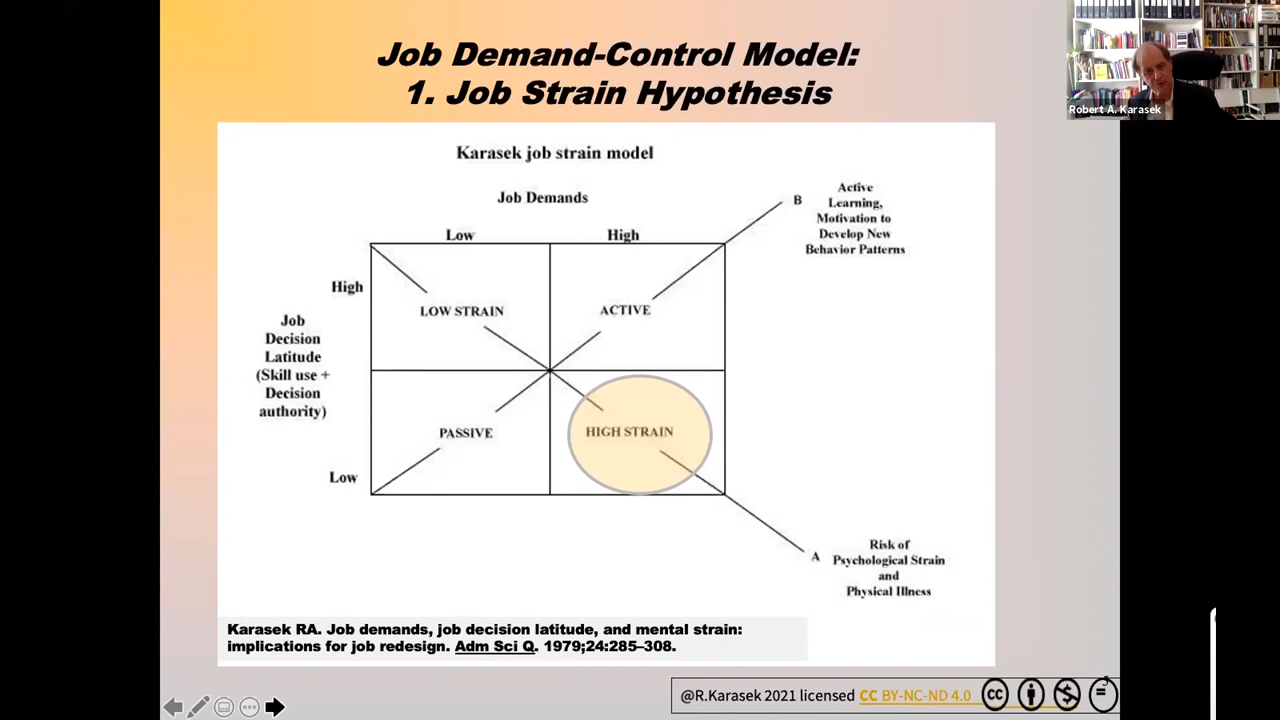 Job Demand-Control Model:
1. Job Strain Hypothesis
Robert A. Karasek
Karasek job strain model
Job Demands
Low
High
B
Active
Learning,
Motivation to
Develop New
Behavior Patterns
High
Job
Decision
Latitude
(Skill use +
Decision
authority)
Low
LOW STRAIN
ACTIVE
PASSIVE
HIGH STRAIN
A
Risk of
Psychological Strain
and
Physical Illness
Karasek RA. Job demands, job decision latitude, and mental strain:
implications for job redesign. Adm Sci Q. 1979;24:285–308.
@R.Karasek 2021 licensed CC BY-NC-ND 4.0